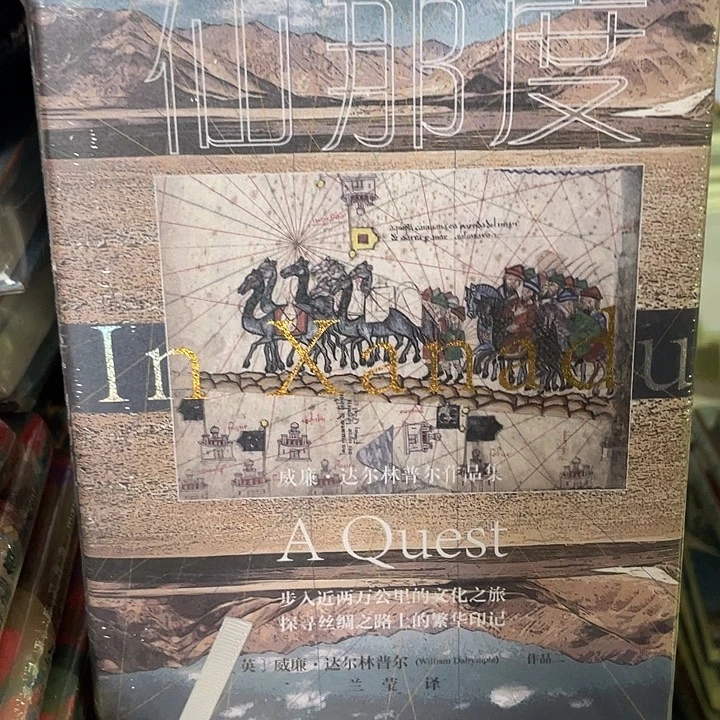 仙那度
In Xanadu
威廉·达尔林普尔作品集
A Quest
步入近两万公里的文化之旅
探寻丝绸之路上的繁华印记
英］威廉·达尔林普尔 (William Dalrymple) 作品
兰莹 译